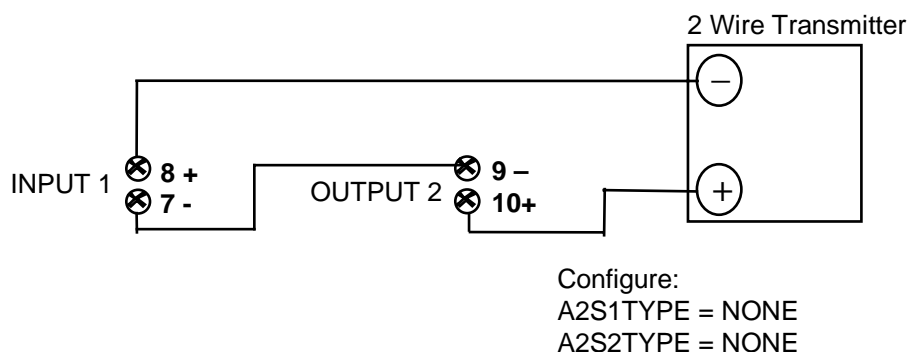 2 Wire Transmitter
–
INPUT 1
8 +
7 -
OUTPUT 2
9 –
10+
+
Configure:
A2S1TYPE = NONE
A2S2TYPE = NONE